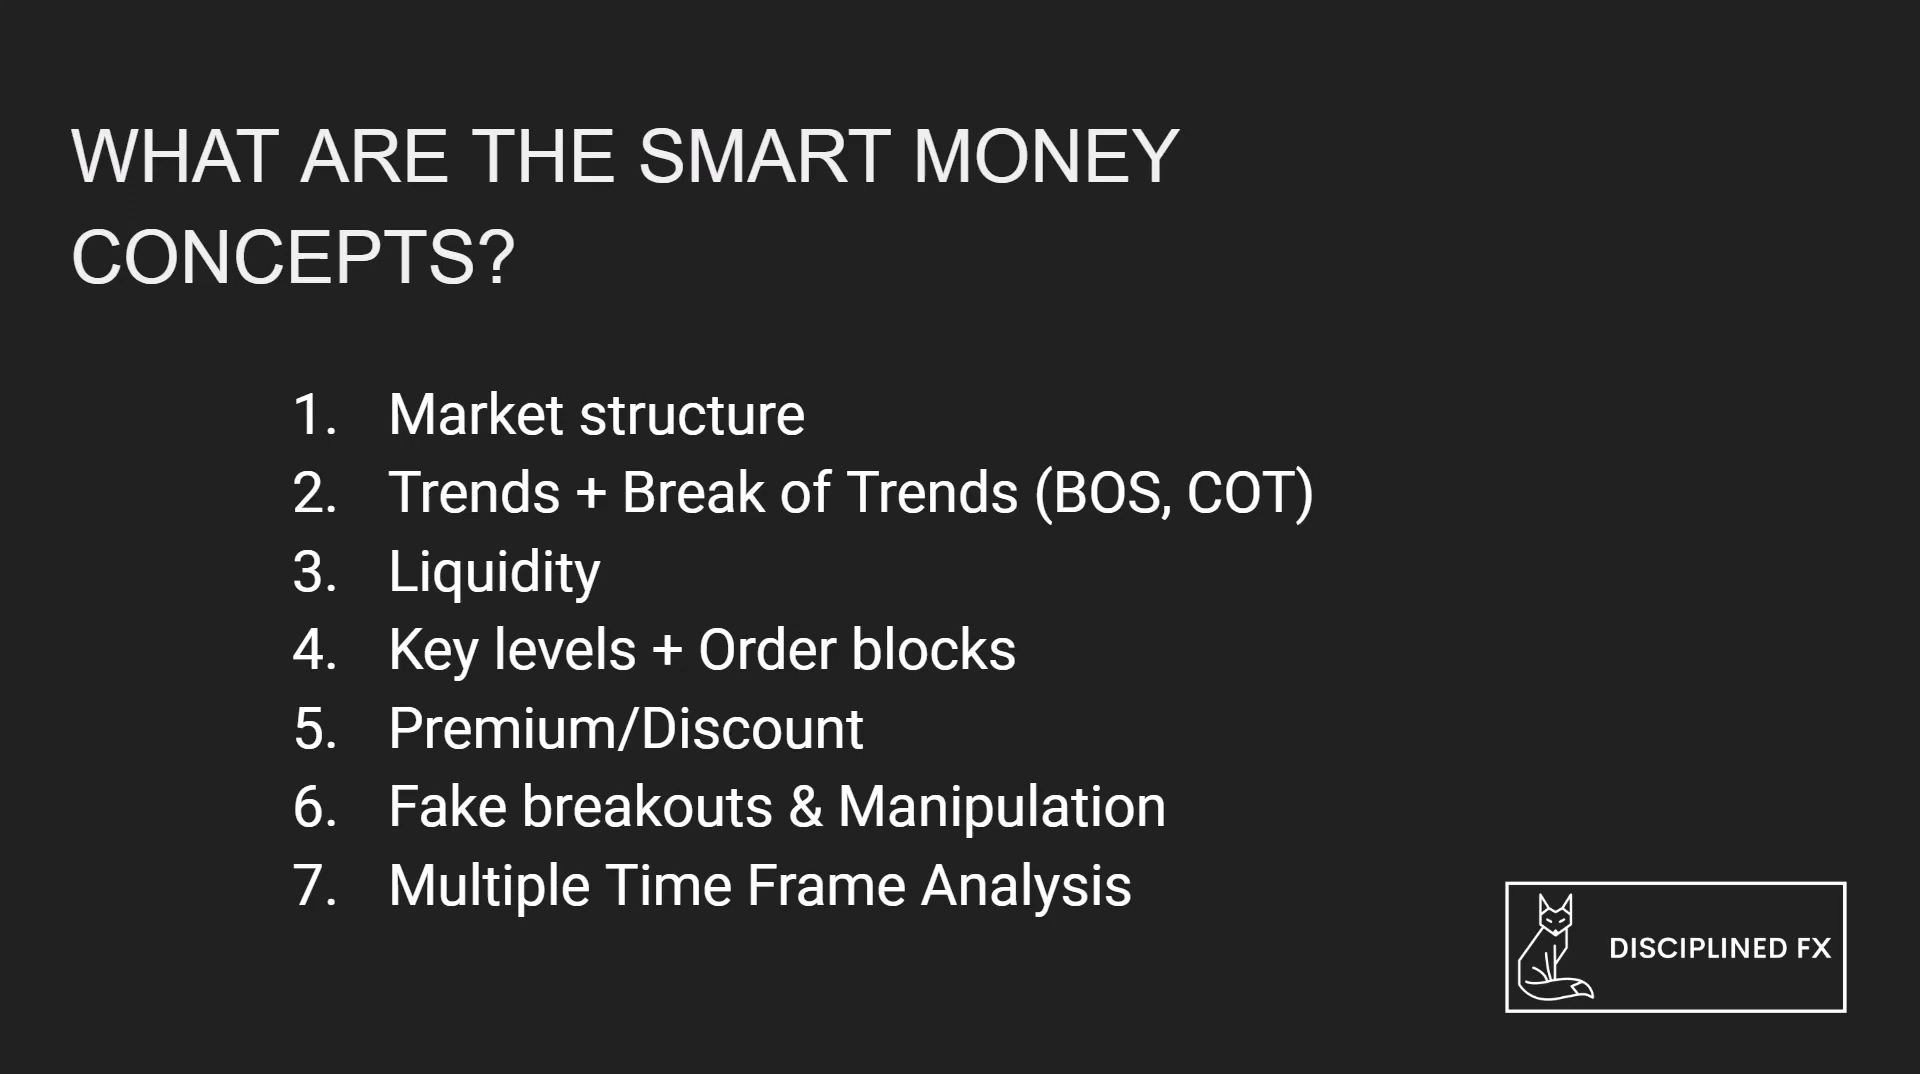 WHAT ARE THE SMART MONEY
CONCEPTS?
1. Market structure
2. Trends + Break of Trends (BOS, COT)
3. Liquidity
4. Key levels + Order blocks
5. Premium/Discount
6. Fake breakouts & Manipulation
7. Multiple Time Frame Analysis
DISCIPLINED FX